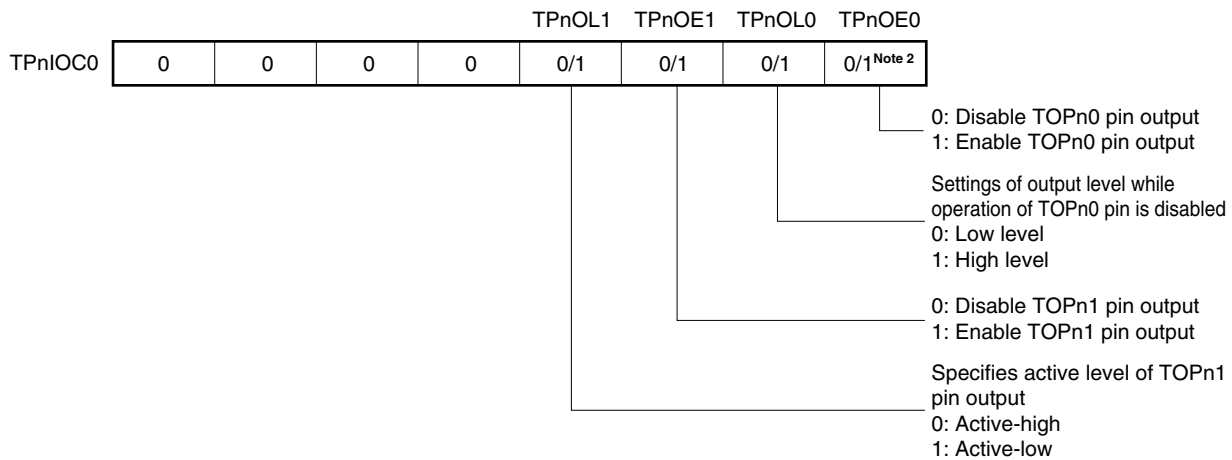 TPnOL1 TPnOE1 TPnOL0 TPnOE0
TPnIOC0 0 0 0 0 0/1 0/1 0/1 0/1Note 2
0: Disable TOPn0 pin output
1: Enable TOPn0 pin output
Settings of output level while
operation of TOPn0 pin is disabled
0: Low level
1: High level
0: Disable TOPn1 pin output
1: Enable TOPn1 pin output
Specifies active level of TOPn1
pin output
0: Active-high
1: Active-low